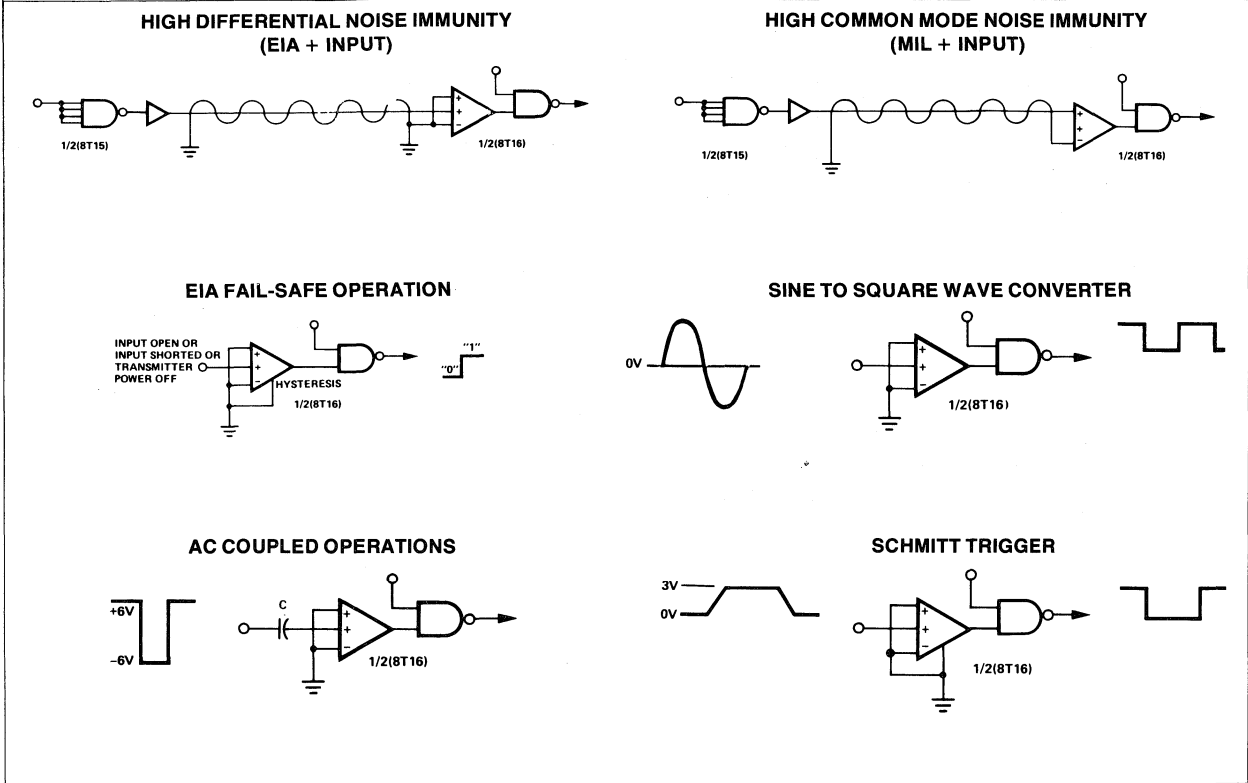 HIGH DIFFERENTIAL NOISE IMMUNITY
(EIA + INPUT)
1/2(8T15)
+
+
−
1/2(8T16)
HIGH COMMON MODE NOISE IMMUNITY
(MIL + INPUT)
1/2(8T15)
+
+
−
1/2(8T16)
EIA FAIL-SAFE OPERATION
INPUT OPEN OR
INPUT SHORTED OR
TRANSMITTER
POWER OFF
+
+
−
HYSTERESIS
1/2(8T16)
"1"
"0"
SINE TO SQUARE WAVE CONVERTER
0V
+
+
−
1/2(8T16)
AC COUPLED OPERATIONS
+6V
−6V
C
+
+
−
1/2(8T16)
SCHMITT TRIGGER
3V
0V
+
+
−
1/2(8T16)